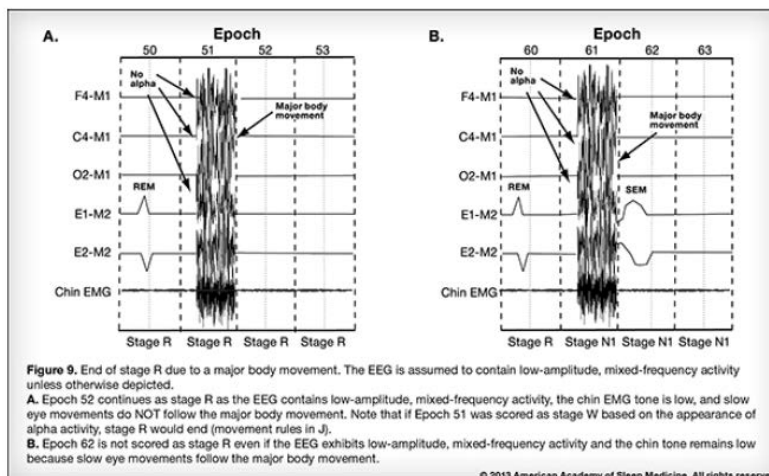 A. Epoch
50 51 52 53
No alpha
F4-M1
Major body movement
C4-M1
O2-M1
REM
E1-M2
E2-M2
Chin EMG
Stage R Stage R Stage R Stage R
B. Epoch
60 61 62 63
No alpha
F4-M1
Major body movement
C4-M1
O2-M1
REM
SEM
E1-M2
E2-M2
Chin EMG
Stage R Stage N1 Stage N1 Stage N1
Figure 9. End of stage R due to a major body movement. The EEG is assumed to contain low-amplitude, mixed-frequency activity
unless otherwise depicted.
A. Epoch 52 continues as stage R as the EEG contains low-amplitude, mixed-frequency activity, the chin EMG tone is low, and slow
eye movements do NOT follow the major body movement. Note that if Epoch 51 was scored as stage W based on the appearance of
alpha activity, stage R would end (movement rules in J).
B. Epoch 62 is not scored as stage R even if the EEG exhibits low-amplitude, mixed-frequency activity and the chin tone remains low
because slow eye movements follow the major body movement.
© 2013 American Academy of Sleep Medicine. All rights reserve